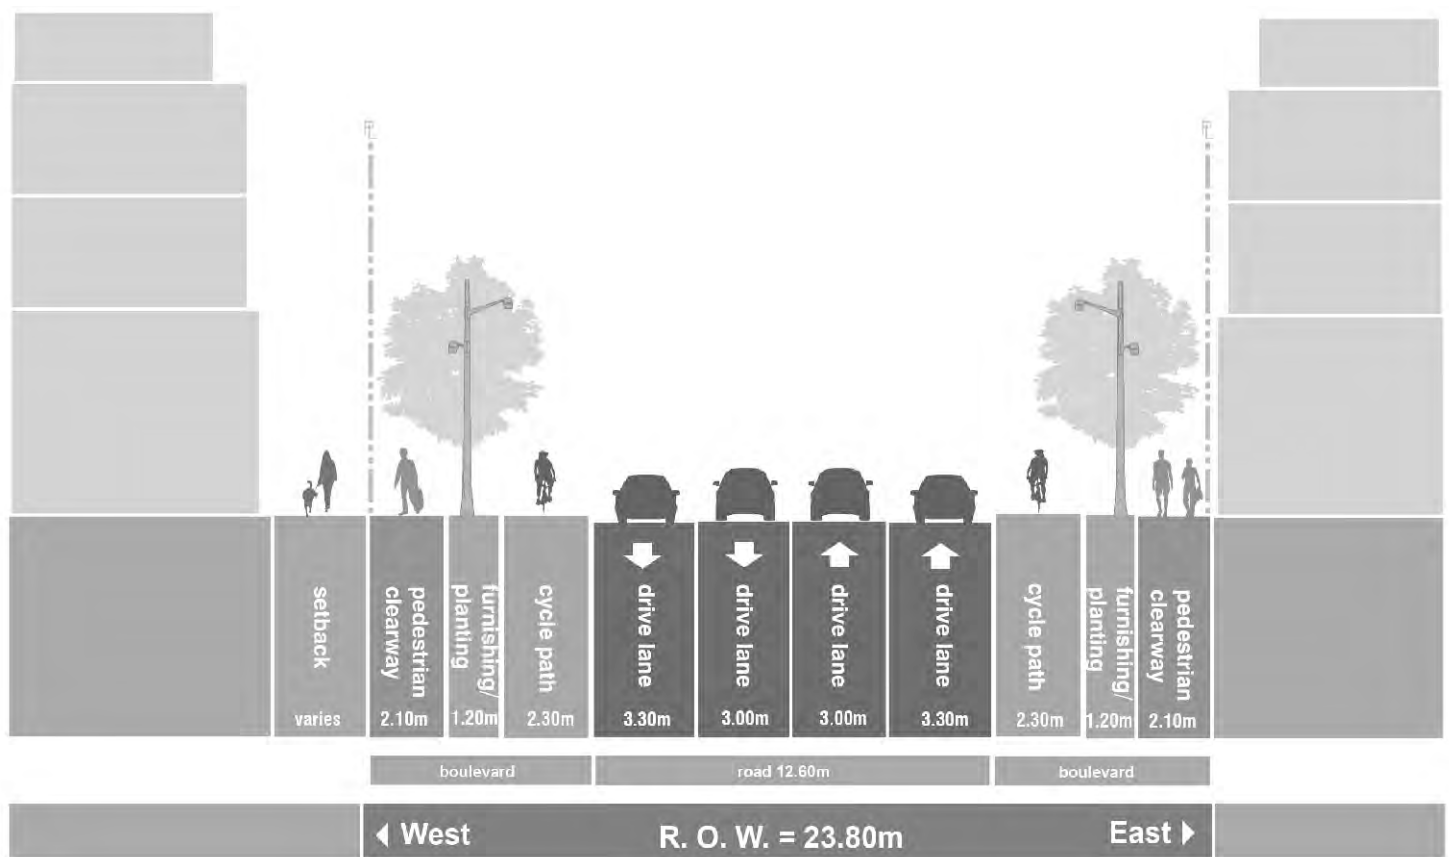 PL
PL
setback
varies
pedestrian
clearway
2.10m
furnishing/
planting
1.20m
cycle path
2.30m
drive lane
3.30m
drive lane
3.00m
drive lane
3.00m
drive lane
3.30m
cycle path
2.30m
furnishing/
planting
1.20m
pedestrian
clearway
2.10m
boulevard
road 12.60m
boulevard
West
R. O. W. = 23.80m
East